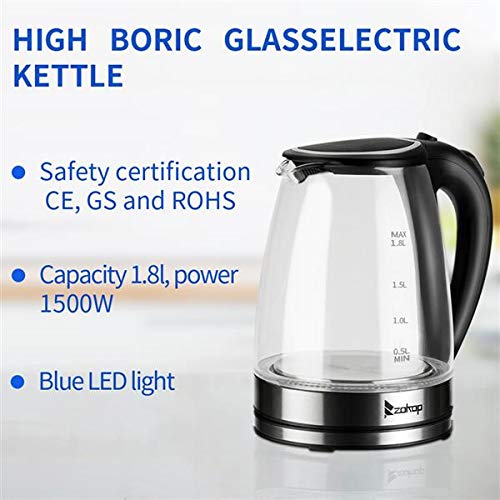 HIGH BORIC GLASSELECTRIC
KETTLE
Safety certification
CE, GS and ROHS
Capacity 1.8l, power
1500W
Blue LED light
MAX
1.8L
1.5L
1.0L
0.5L
MIN
zokop